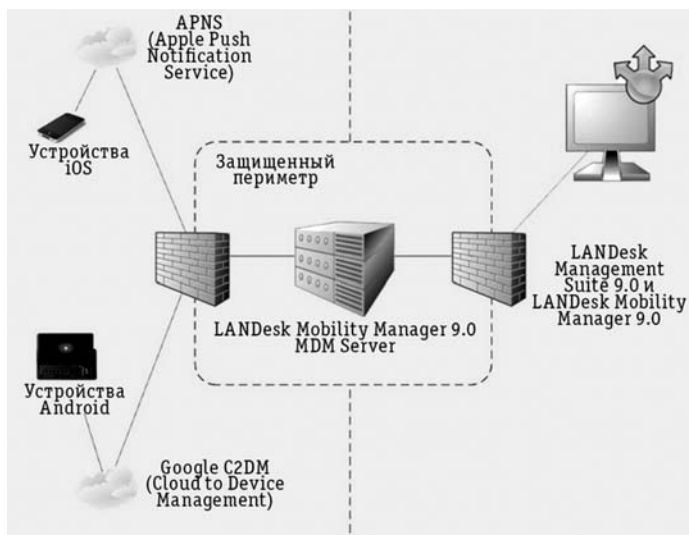 APNS
(Apple Push
Notification
Service)
Устройства
iOS
Защищенный
периметр
LANDesk Mobility Manager 9.0
MDM Server
LANDesk
Management
Suite 9.0 и
LANDesk Mobility
Manager 9.0
Устройства
Android
Google C2DM
(Cloud to Device
Management)